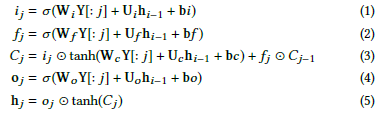 i_j = σ(W_i Y[: j] + U_i h_{i−1} + bi) (1)
f_j = σ(W_f Y[: j] + U_f h_{i−1} + bf) (2)
C_j = i_j ⊙ tanh(W_c Y[: j] + U_c h_{i−1} + bc) + f_j ⊙ C_{j−1} (3)
o_j = σ(W_o Y[: j] + U_o h_{i−1} + bo) (4)
h_j = o_j ⊙ tanh(C_j) (5)